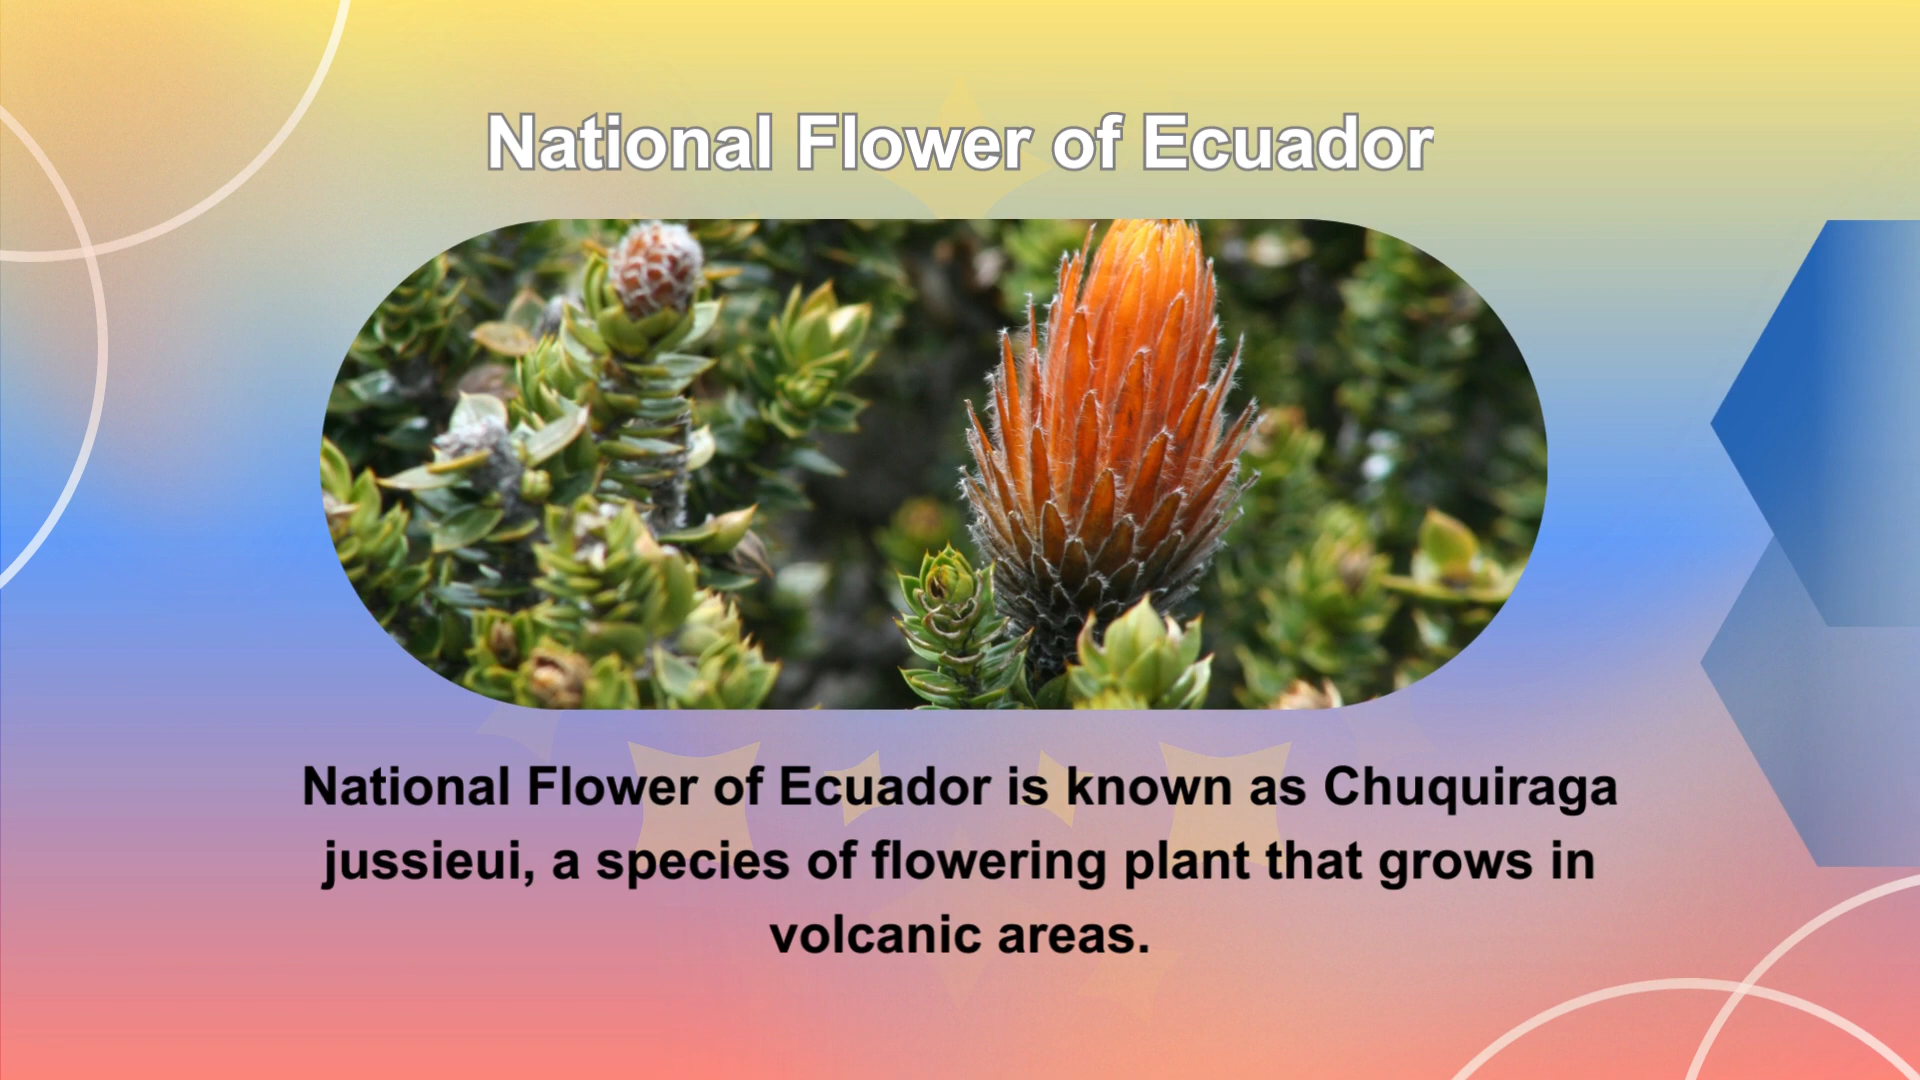 National Flower of Ecuador
National Flower of Ecuador is known as Chuquiraga
jussieui, a species of flowering plant that grows in
volcanic areas.